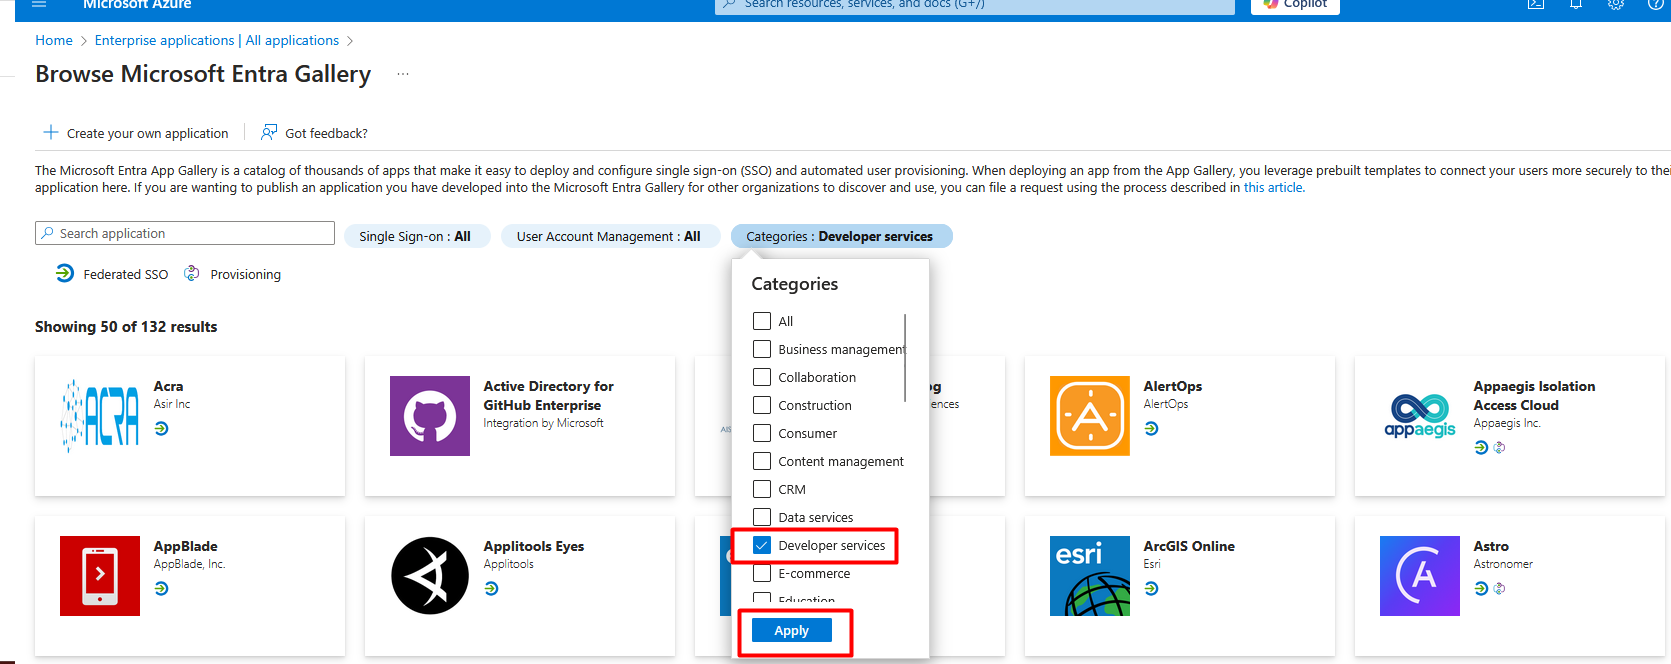 Microsoft Azure
Search resources, services, and docs (G+/)
Copilot
Home > Enterprise applications | All applications >
Browse Microsoft Entra Gallery ...
+ Create your own application
Got feedback?
The Microsoft Entra App Gallery is a catalog of thousands of apps that make it easy to deploy and configure single sign-on (SSO) and automated user provisioning. When deploying an app from the App Gallery, you leverage prebuilt templates to connect your users more securely to thei
application here. If you are wanting to publish an application you have developed into the Microsoft Entra Gallery for other organizations to discover and use, you can file a request using the process described in this article.
Search application
Single Sign-on : All
User Account Management : All
Categories : Developer services
Federated SSO
Provisioning
Categories
All
Business management
Collaboration
Construction
Consumer
Content management
CRM
Data services
Developer services
E-commerce
Education
Apply
Showing 50 of 132 results
ACRA
Acra
Asir Inc
Active Directory for
GitHub Enterprise
Integration by Microsoft
AlertOps
AlertOps
appaegis
Appaegis Isolation
Access Cloud
Appaegis Inc.
AppBlade
AppBlade, Inc.
Applitools Eyes
Applitools
esri
ArcGIS Online
Esri
Astro
Astronomer